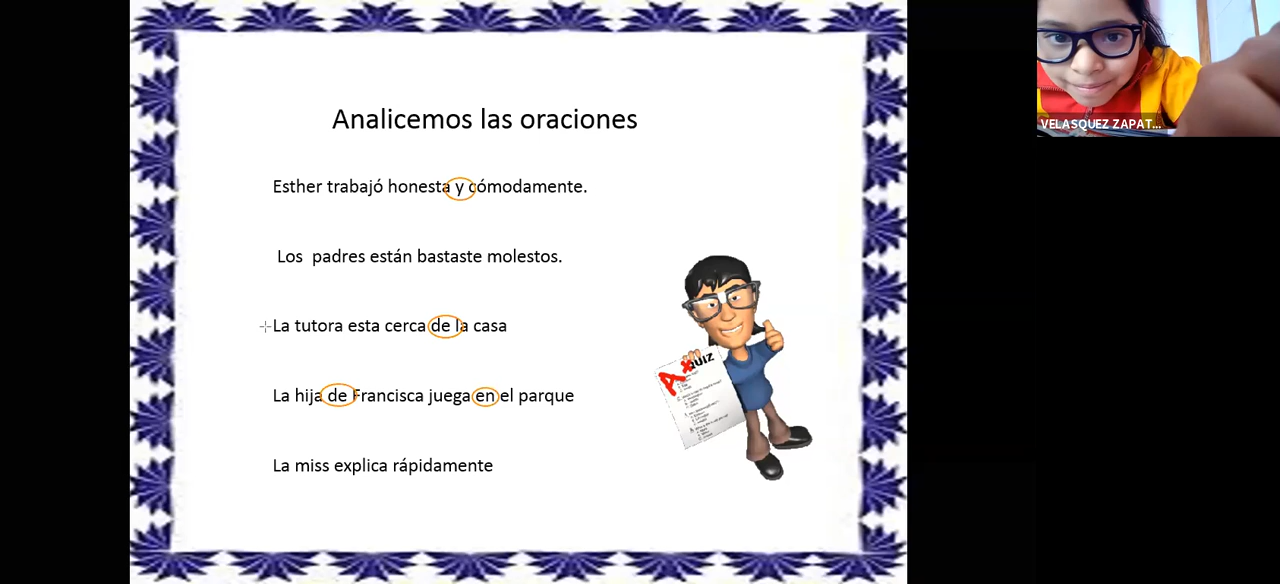 VELASQUEZ ZAPAT...
Analicemos las oraciones
Esther trabajó honesta y cómodamente.
Los padres están bastaste molestos.
La tutora esta cerca de la casa
La hija de Francisca juega en el parque
La miss explica rápidamente
A+
QUIZ